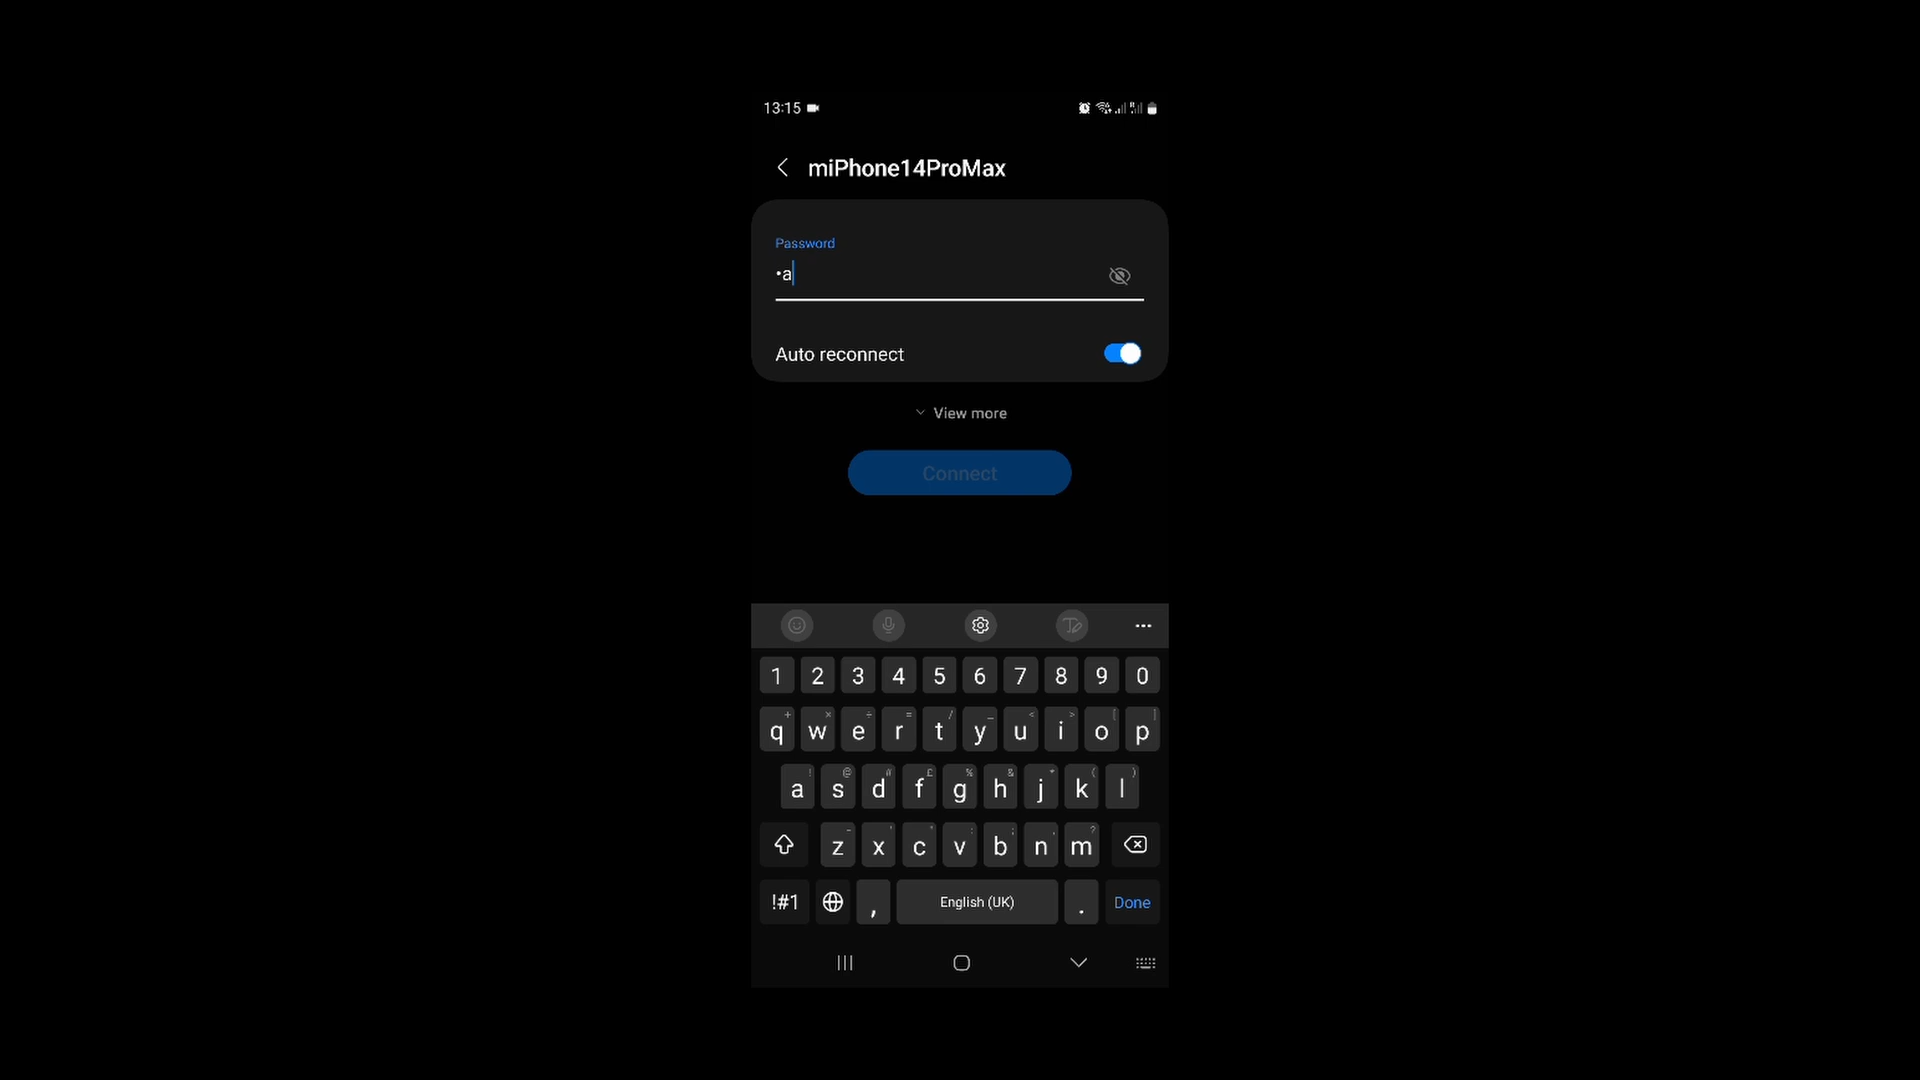 13:15
miPhone14ProMax
Password
•a
Auto reconnect
View more
Connect
1 2 3 4 5 6 7 8 9 0
q w e r t y u i o p
a s d f g h j k l
z x c v b n m
!#1 , English (UK) . Done